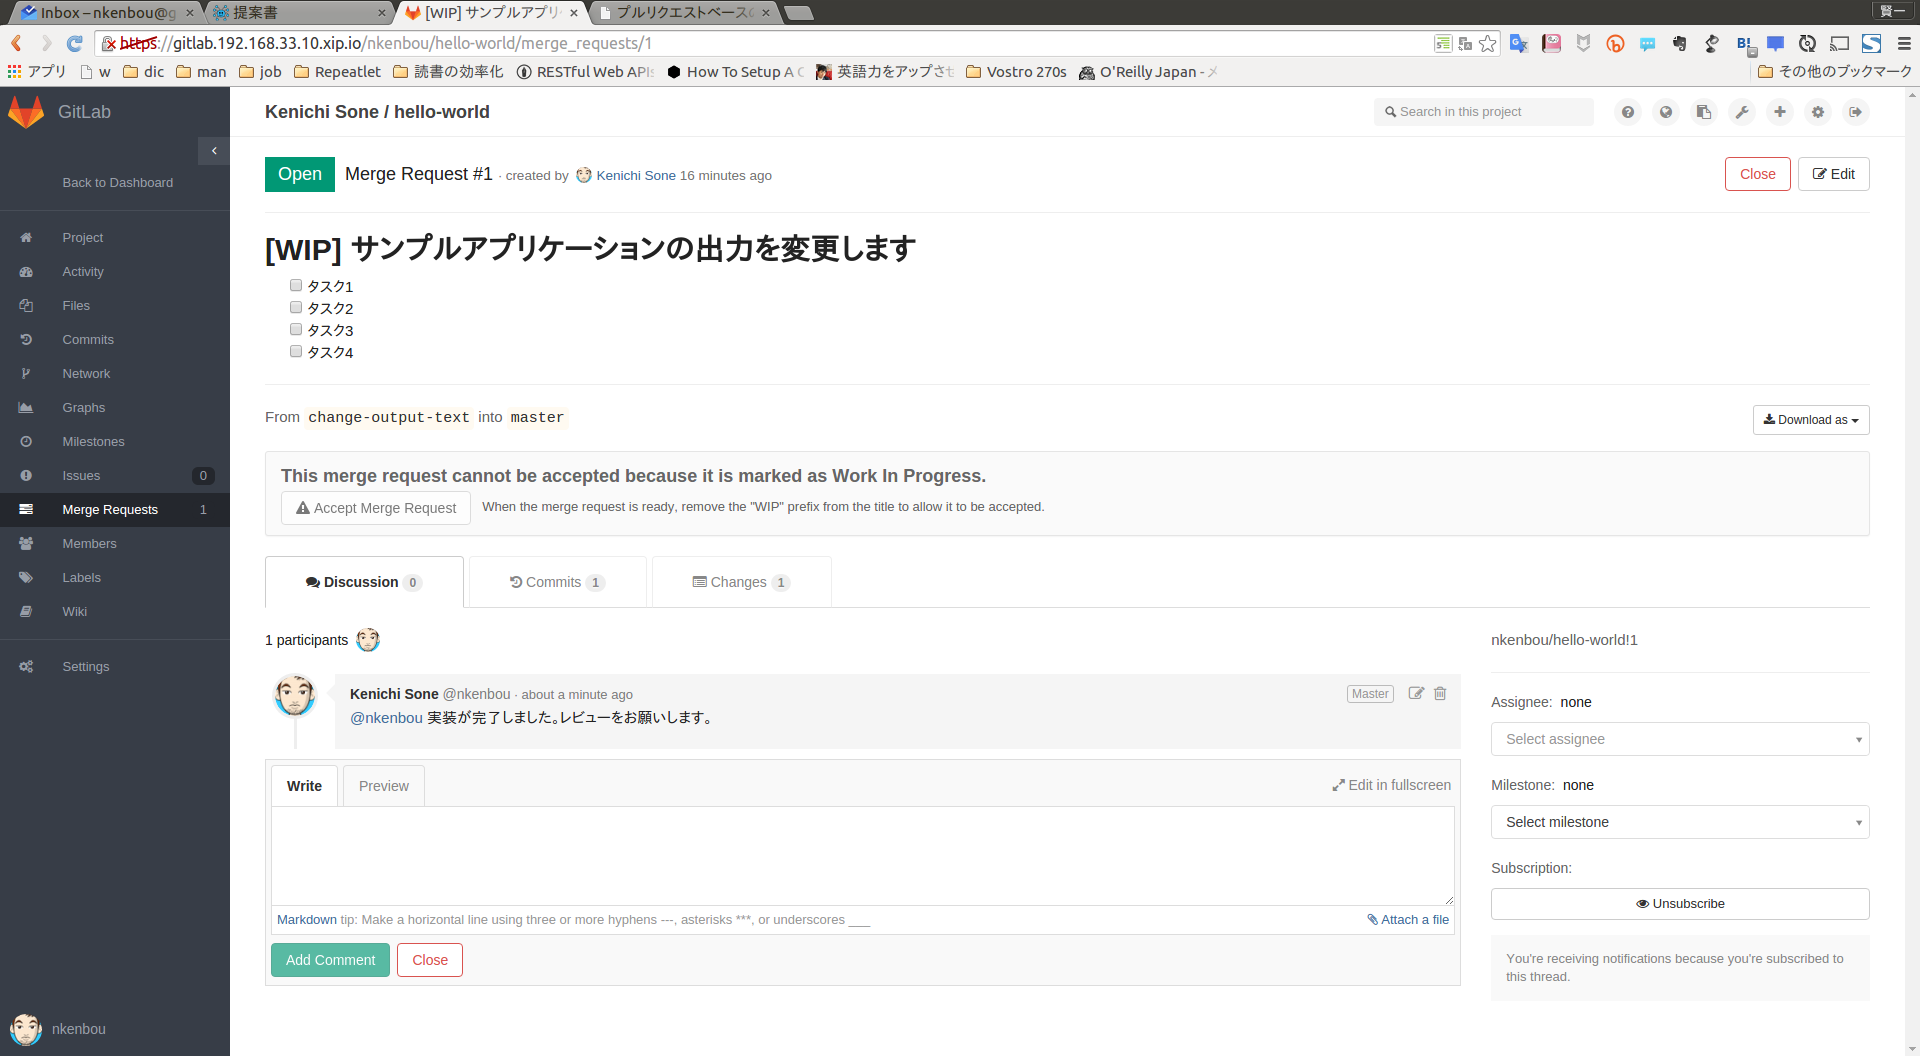 Inbox – nkenbou@g
提案書
[WIP] サンプルアプリ
プルリクエストベースの
賢一
https://gitlab.192.168.33.10.xip.io/nkenbou/hello-world/merge_requests/1
アプリ
w
dic
man
job
Repeatlet
読書の効率化
RESTful Web APIs
How To Setup A C
英語力をアップさせ
Vostro 270s
O'Reilly Japan - メ
その他のブックマーク
GitLab
Kenichi Sone / hello-world
Search in this project
Back to Dashboard
Open
Merge Request #1 · created by Kenichi Sone 16 minutes ago
Close
Edit
Project
Activity
Files
Commits
Network
Graphs
Milestones
Issues 0
Merge Requests 1
Members
Labels
Wiki
Settings
nkenbou
[WIP] サンプルアプリケーションの出力を変更します
タスク1
タスク2
タスク3
タスク4
From change-output-text into master
Download as
This merge request cannot be accepted because it is marked as Work In Progress.
Accept Merge Request
When the merge request is ready, remove the "WIP" prefix from the title to allow it to be accepted.
Discussion 0
Commits 1
Changes 1
1 participants
Kenichi Sone @nkenbou · about a minute ago
Master
@nkenbou 実装が完了しました。レビューをお願いします。
Write
Preview
Edit in fullscreen
Markdown tip: Make a horizontal line using three or more hyphens ---, asterisks ***, or underscores ___
Attach a file
Add Comment
Close
nkenbou/hello-world!1
Assignee: none
Select assignee
Milestone: none
Select milestone
Subscription:
Unsubscribe
You're receiving notifications because you're subscribed to
this thread.